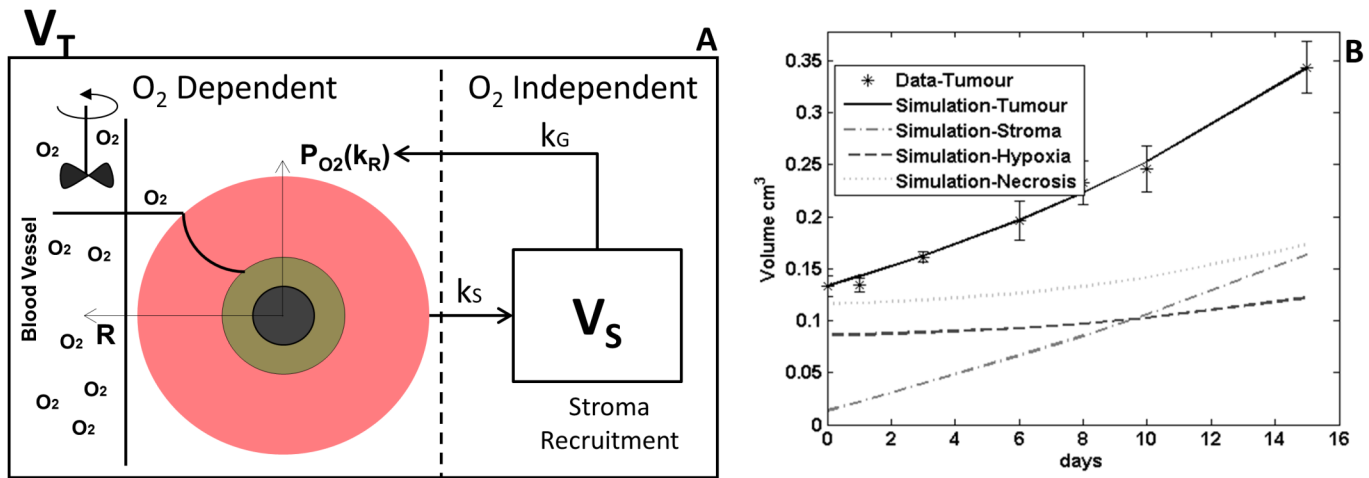 V_T
A
O₂ Dependent
O₂ Independent
O₂
O₂
O₂
P_O2(k_R)
k_G
O₂
O₂
O₂
Blood Vessel
R
O₂
O₂
O₂
O₂
k_S
V_S
Stroma
Recruitment
B
0.35
0.3
0.25
0.2
0.15
0.1
0.05
0
Volume cm³
Data-Tumour
Simulation-Tumour
Simulation-Stroma
Simulation-Hypoxia
Simulation-Necrosis
0 2 4 6 8 10 12 14 16
days